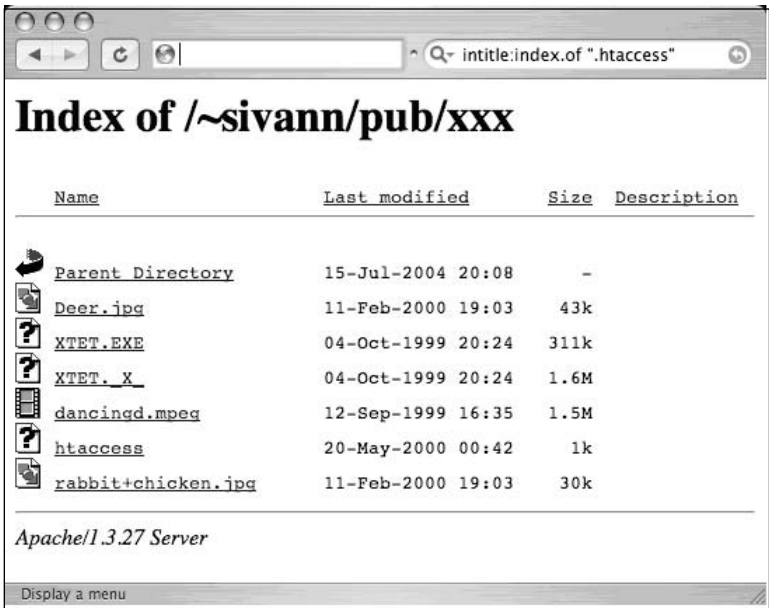 intitle:index.of ".htaccess"
Index of /~sivann/pub/xxx
Name Last modified Size Description
Parent Directory 15-Jul-2004 20:08 -
Deer.jpg 11-Feb-2000 19:03 43k
XTET.EXE 04-Oct-1999 20:24 311k
XTET._X_ 04-Oct-1999 20:24 1.6M
dancingd.mpeg 12-Sep-1999 16:35 1.5M
htaccess 20-May-2000 00:42 1k
rabbit+chicken.jpg 11-Feb-2000 19:03 30k
Apache/1.3.27 Server
Display a menu